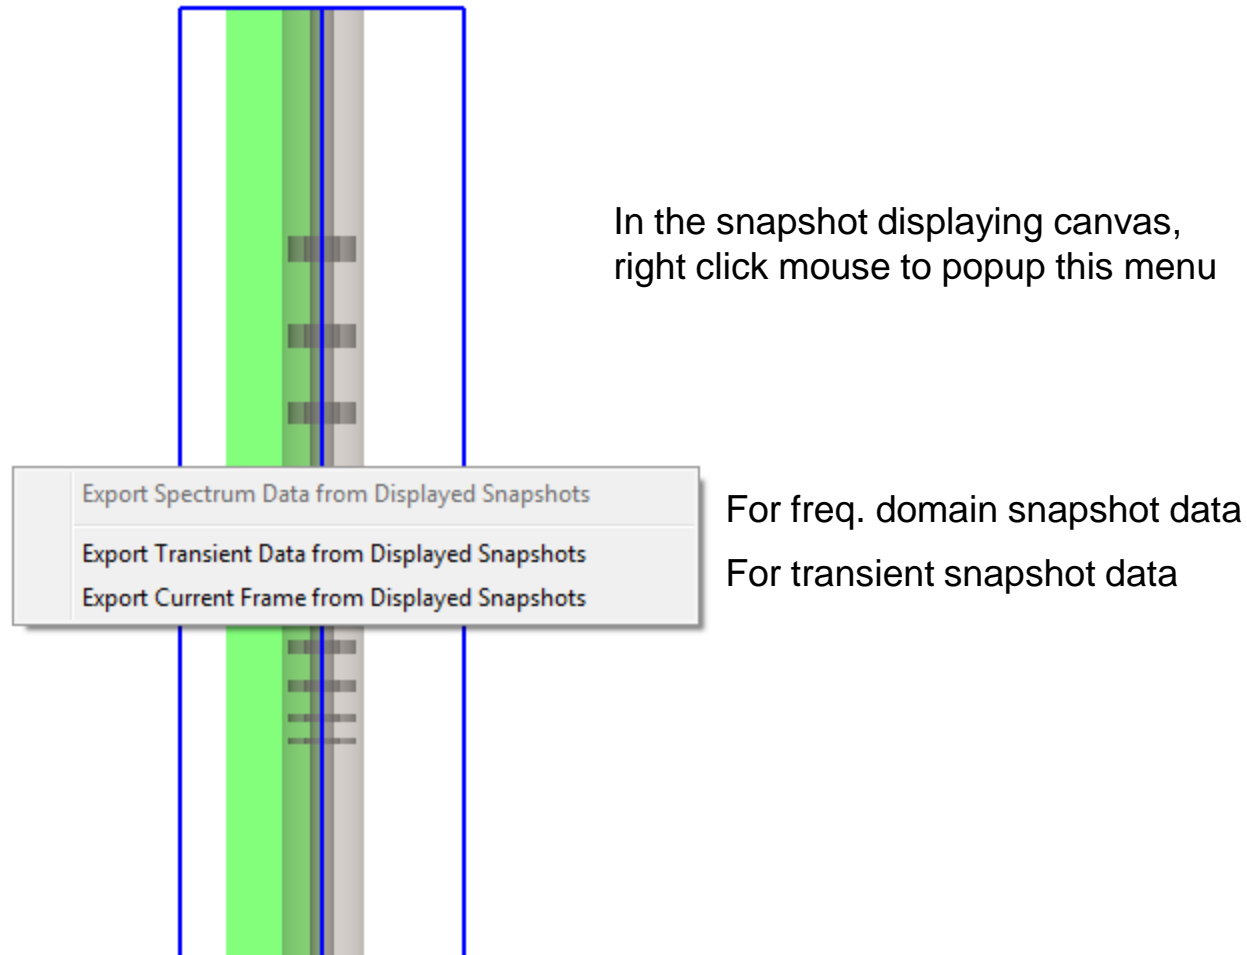 In the snapshot displaying canvas,
right click mouse to popup this menu
Export Spectrum Data from Displayed Snapshots
For freq. domain snapshot data
Export Transient Data from Displayed Snapshots
For transient snapshot data
Export Current Frame from Displayed Snapshots